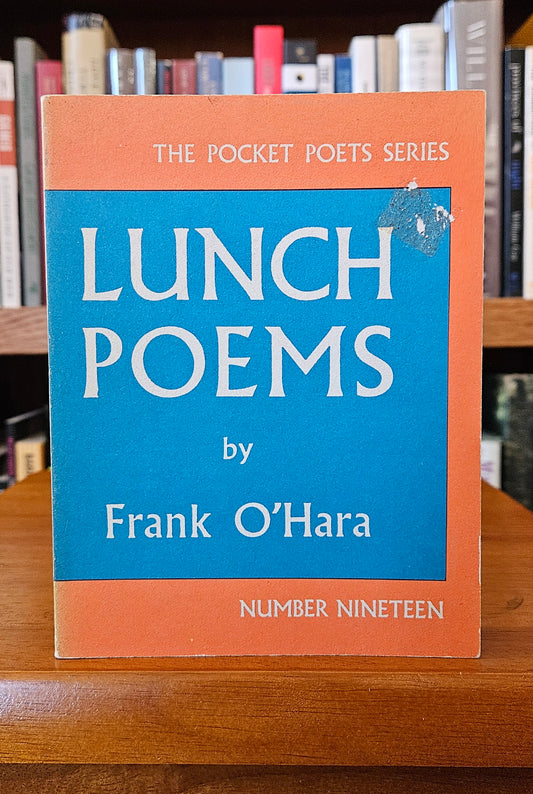 THE POCKET POETS SERIES
LUNCH
POEMS
by
Frank O'Hara
NUMBER NINETEEN